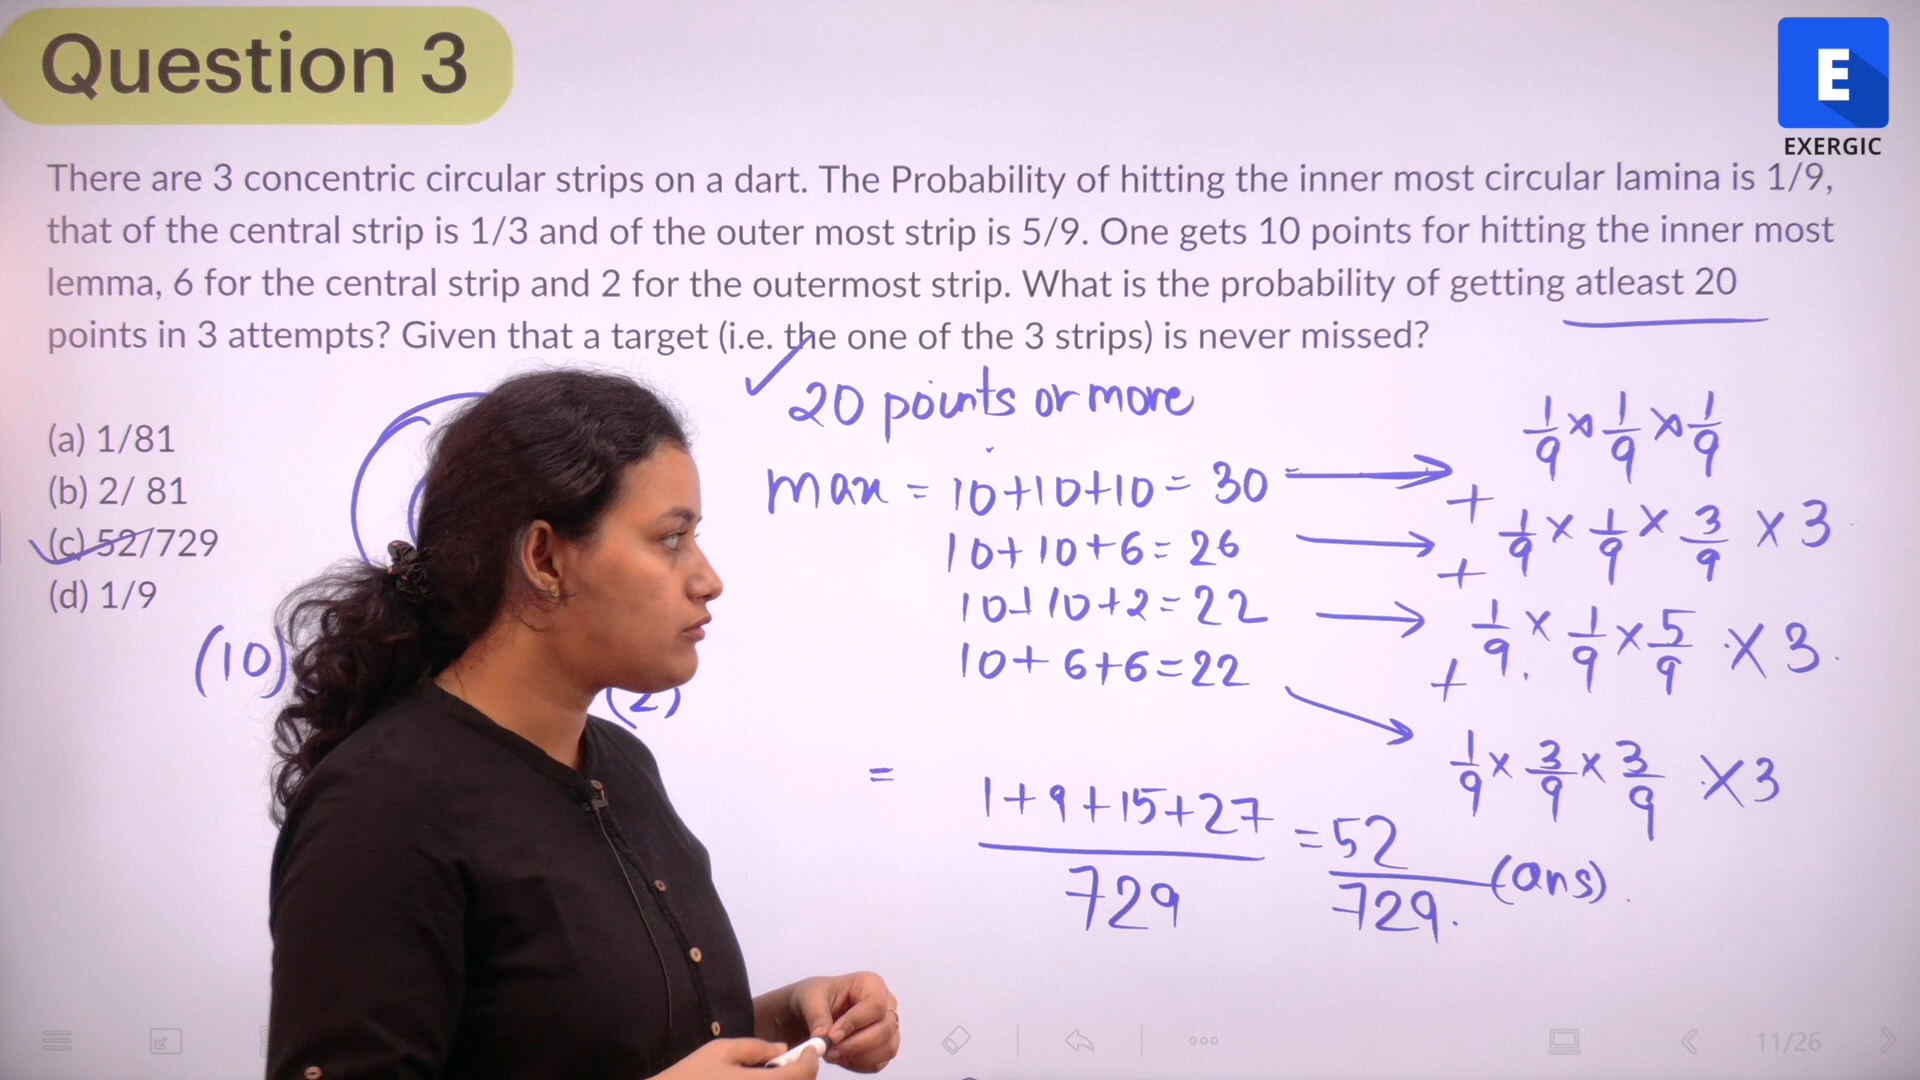 Question 3
E
EXERGIC
There are 3 concentric circular strips on a dart. The Probability of hitting the inner most circular lamina is 1/9,
that of the central strip is 1/3 and of the outer most strip is 5/9. One gets 10 points for hitting the inner most
lemma, 6 for the central strip and 2 for the outermost strip. What is the probability of getting atleast 20
points in 3 attempts? Given that a target (i.e. the one of the 3 strips) is never missed?
(a) 1/81
(b) 2/ 81
(c) 52/729
(d) 1/9
(10)
(2)
20 points or more
max = 10+10+10 = 30
10+10+6 = 26
10+10+2 = 22
10+6+6 = 22
1/9 × 1/9 × 1/9
+ 1/9 × 1/9 × 3/9 × 3
+ 1/9 × 1/9 × 5/9 × 3
+ 1/9 × 3/9 × 3/9 × 3
= 1+9+15+27 / 729 = 52/729 (ans).
11/26